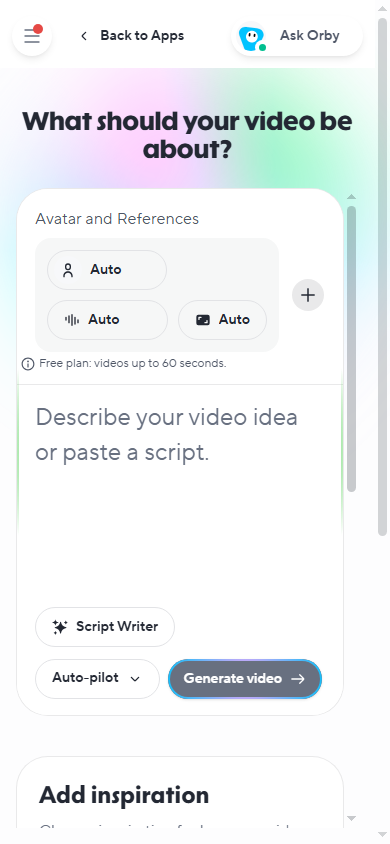 Back to Apps
Ask Orby
What should your video be
about?
Avatar and References
Auto
Auto
Auto
Free plan: videos up to 60 seconds.
Describe your video idea
or paste a script.
Script Writer
Auto-pilot
Generate video
Add inspiration